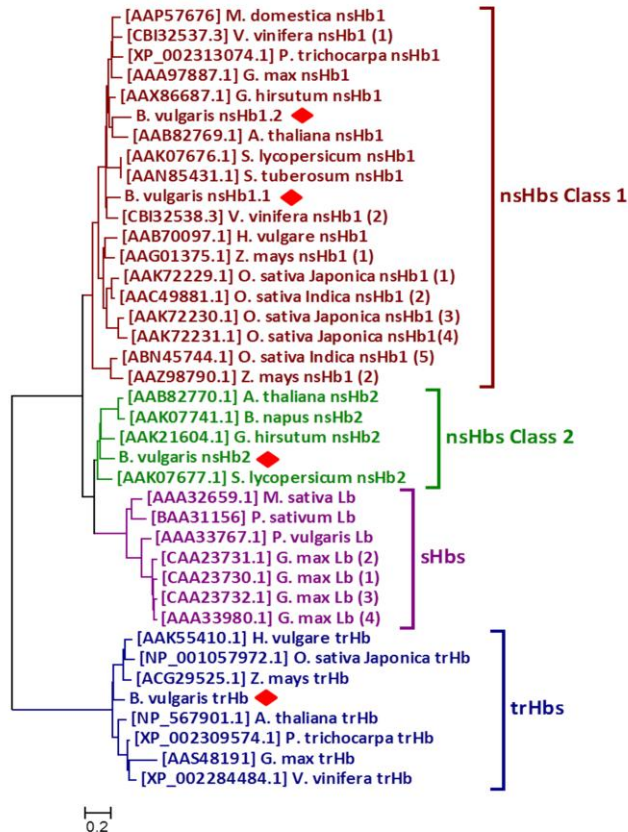 [AAP57676] M. domestica nsHb1
[CBI32537.3] V. vinifera nsHb1 (1)
[XP_002313074.1] P. trichocarpa nsHb1
[AAA97887.1] G. max nsHb1
[AAX86687.1] G. hirsutum nsHb1
B. vulgaris nsHb1.2
[AAB82769.1] A. thaliana nsHb1
[AAK07676.1] S. lycopersicum nsHb1
[AAN85431.1] S. tuberosum nsHb1
B. vulgaris nsHb1.1
nsHbs Class 1
[CBI32538.3] V. vinifera nsHb1 (2)
[AAB70097.1] H. vulgare nsHb1
[AAG01375.1] Z. mays nsHb1 (1)
[AAK72229.1] O. sativa Japonica nsHb1 (1)
[AAC49881.1] O. sativa Indica nsHb1 (2)
[AAK72230.1] O. sativa Japonica nsHb1 (3)
[AAK72231.1] O. sativa Japonica nsHb1(4)
[ABN45744.1] O. sativa Indica nsHb1 (5)
[AAZ98790.1] Z. mays nsHb1 (2)
[AAB82770.1] A. thaliana nsHb2
[AAK07741.1] B. napus nsHb2
[AAK21604.1] G. hirsutum nsHb2
nsHbs Class 2
B. vulgaris nsHb2
[AAK07677.1] S. lycopersicum nsHb2
[AAA32659.1] M. sativa Lb
[BAA31156] P. sativum Lb
[AAA33767.1] P. vulgaris Lb
[CAA23731.1] G. max Lb (2)
sHbs
[CAA23730.1] G. max Lb (1)
[CAA23732.1] G. max Lb (3)
[AAA33980.1] G. max Lb (4)
[AAK55410.1] H. vulgare trHb
[NP_001057972.1] O. sativa Japonica trHb
[ACG29525.1] Z. mays trHb
B. vulgaris trHb
trHbs
[NP_567901.1] A. thaliana trHb
[XP_002309574.1] P. trichocarpa trHb
[AAS48191] G. max trHb
[XP_002284484.1] V. vinifera trHb
0.2